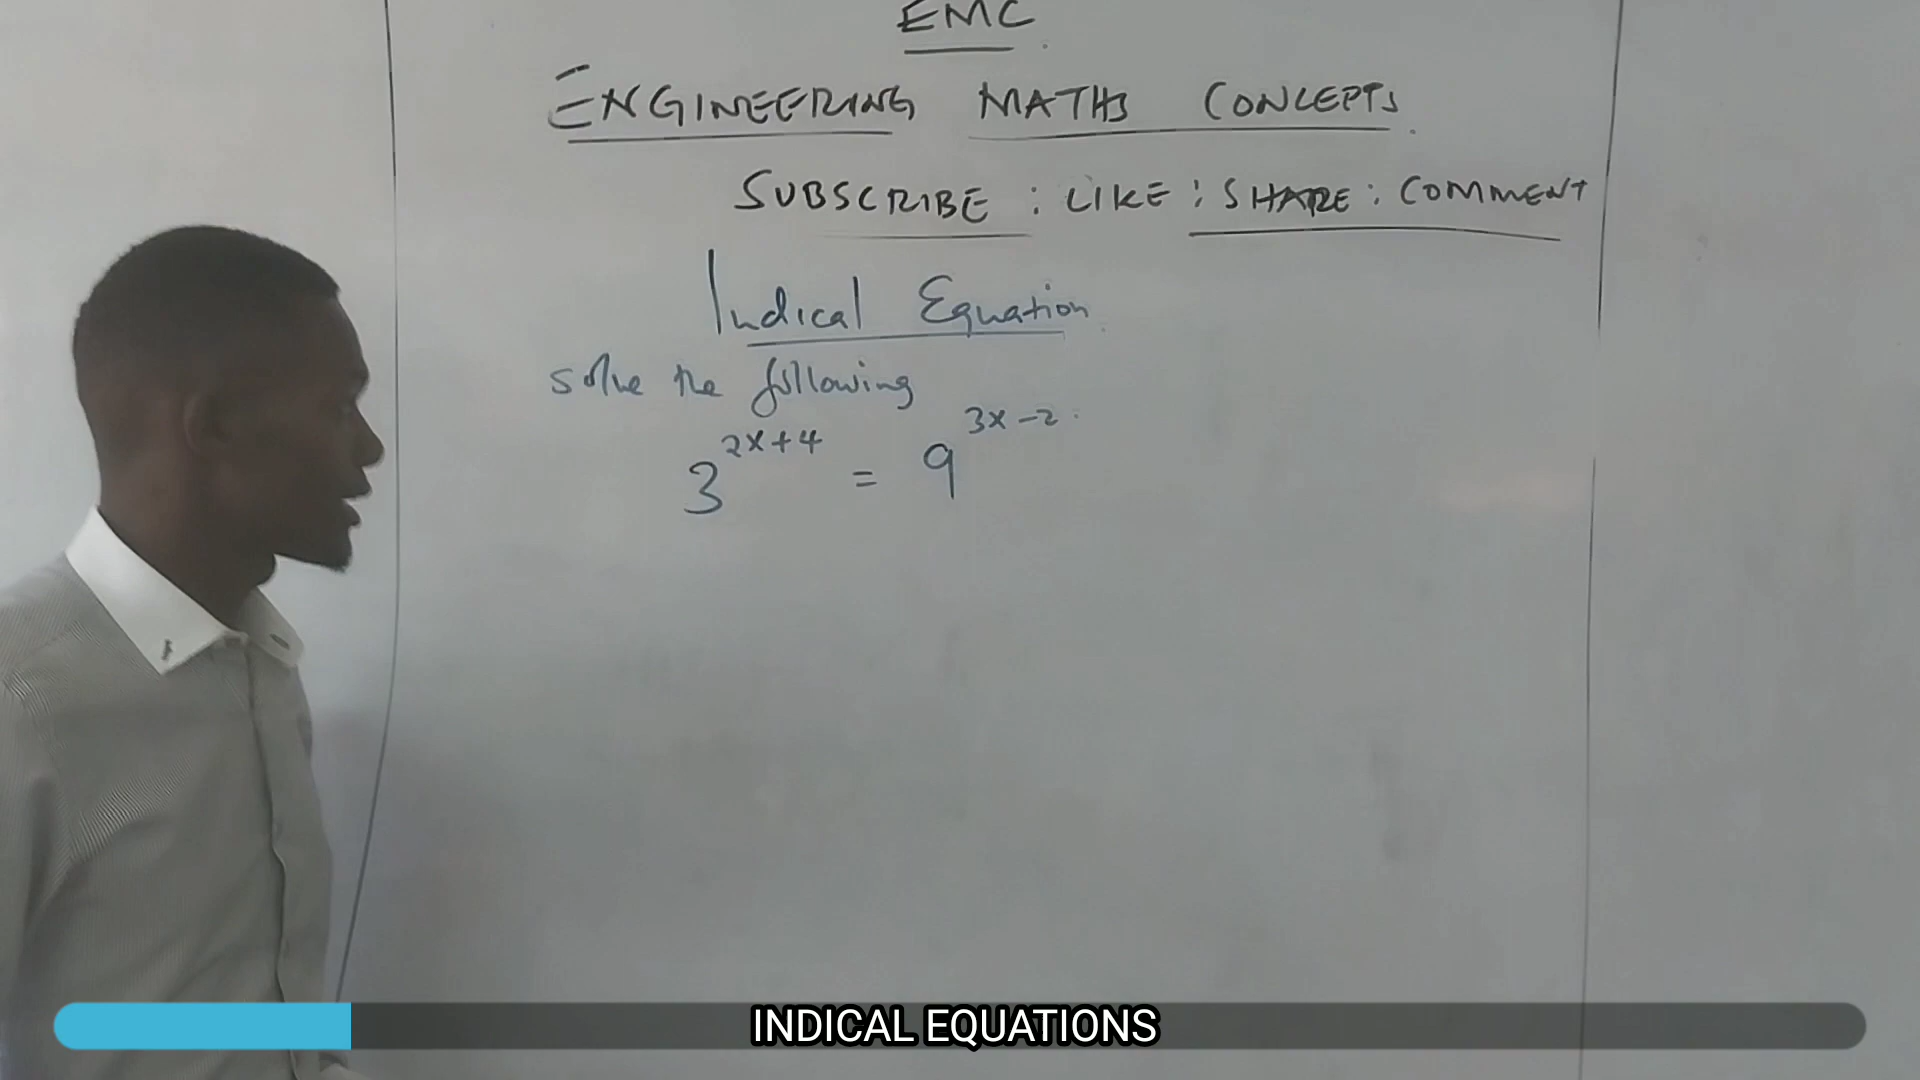 EMC
ENGINEERING MATHS CONCEPTS.
SUBSCRIBE : LIKE : SHARE : COMMENT
Indical Equation
solve the following
3^{2x+4} = 9^{3x-2}
INDICAL EQUATIONS